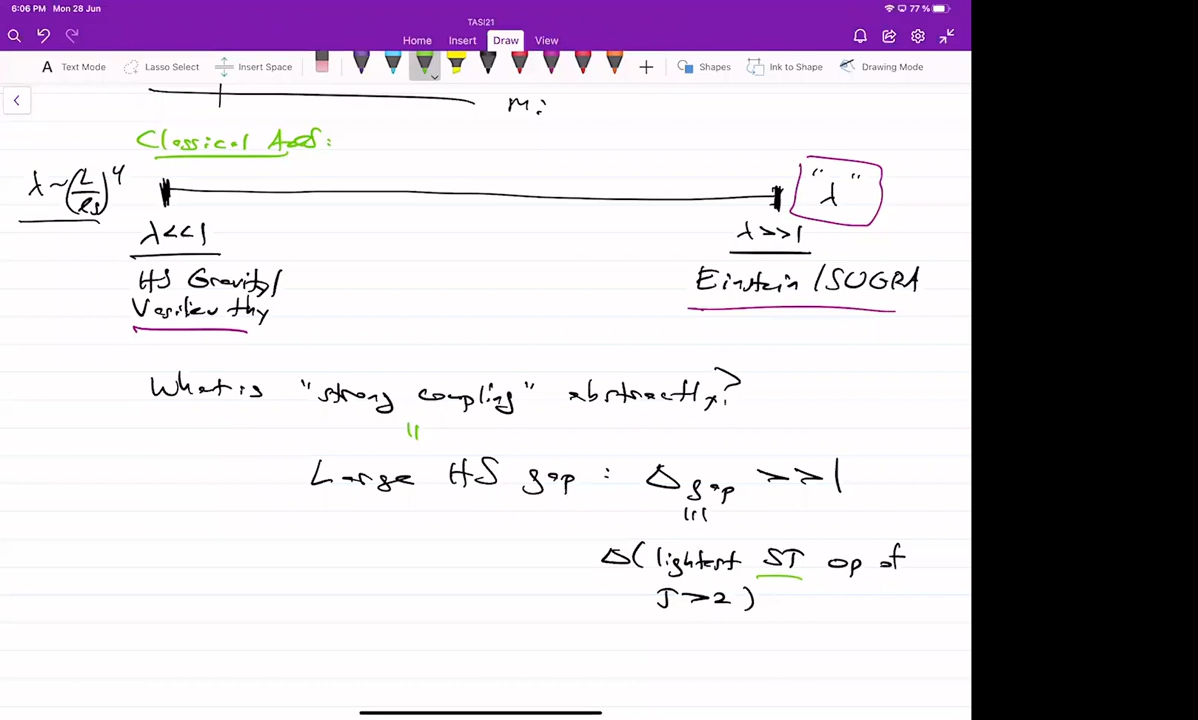 6:06 PM Mon 28 Jun
77%
TASI21
Home Insert Draw View
Text Mode Lasso Select Insert Space Shapes Ink to Shape Drawing Mode
Classical AdS:
λ~(L/ls)^4
"λ"
λ<<1 λ>>1
HS Gravity/ Einstein/SUGRA
Vasiliev thy
What is "strong coupling" abstractly?
Large HS gap : Δgap >>1
Δ(lightest ST op of
J>2)